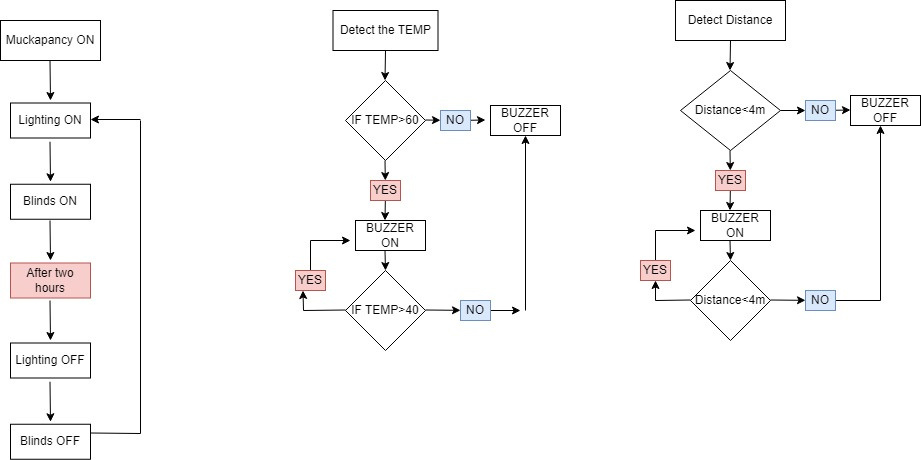 Muckapancy ON
Lighting ON
Blinds ON
After two
hours
Lighting OFF
Blinds OFF
Detect the TEMP
IF TEMP>60
NO
BUZZER
OFF
YES
BUZZER
ON
YES
IF TEMP>40
NO
Detect Distance
Distance<4m
NO
BUZZER
OFF
YES
BUZZER
ON
YES
Distance<4m
NO